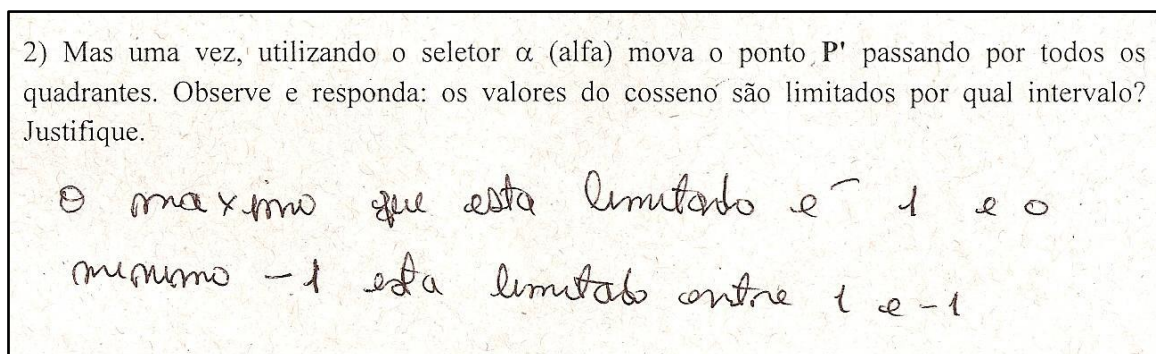 2) Mas uma vez, utilizando o seletor α (alfa) mova o ponto P' passando por todos os
quadrantes. Observe e responda: os valores do cosseno são limitados por qual intervalo?
Justifique.
O maximo que esta limitado é 1 e o
minimo -1 esta limitado entre 1 e -1